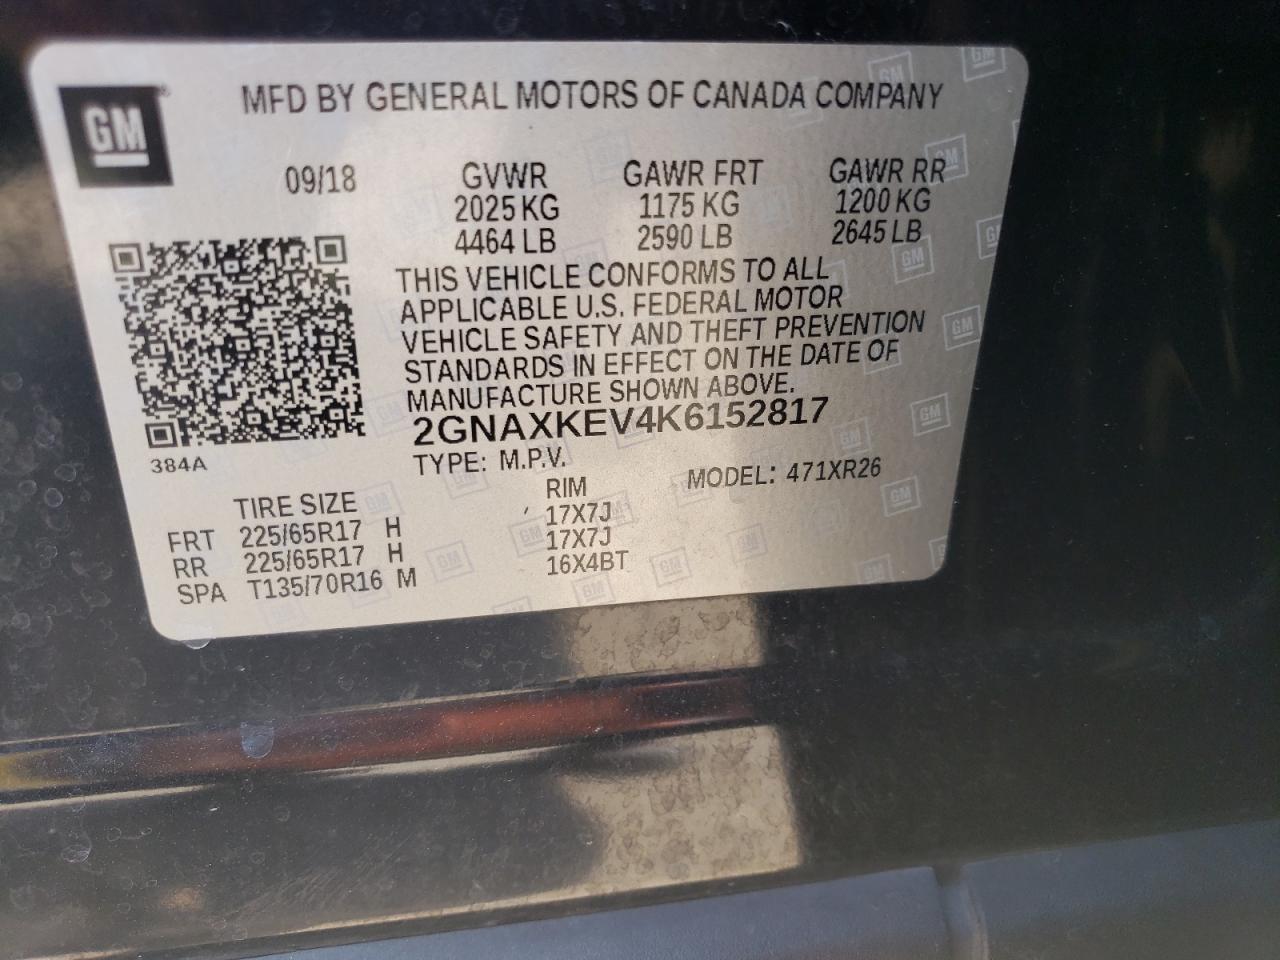 GM
MFD BY GENERAL MOTORS OF CANADA COMPANY
09/18 GVWR GAWR FRT GAWR RR
2025 KG 1175 KG 1200 KG
4464 LB 2590 LB 2645 LB
THIS VEHICLE CONFORMS TO ALL
APPLICABLE U.S. FEDERAL MOTOR
VEHICLE SAFETY AND THEFT PREVENTION
STANDARDS IN EFFECT ON THE DATE OF
MANUFACTURE SHOWN ABOVE.
2GNAXKEV4K6152817
384A
TYPE: M.P.V. MODEL: 471XR26
TIRE SIZE RIM
FRT 225/65R17 H 17X7J
RR 225/65R17 H 17X7J
SPA T135/70R16 M 16X4BT